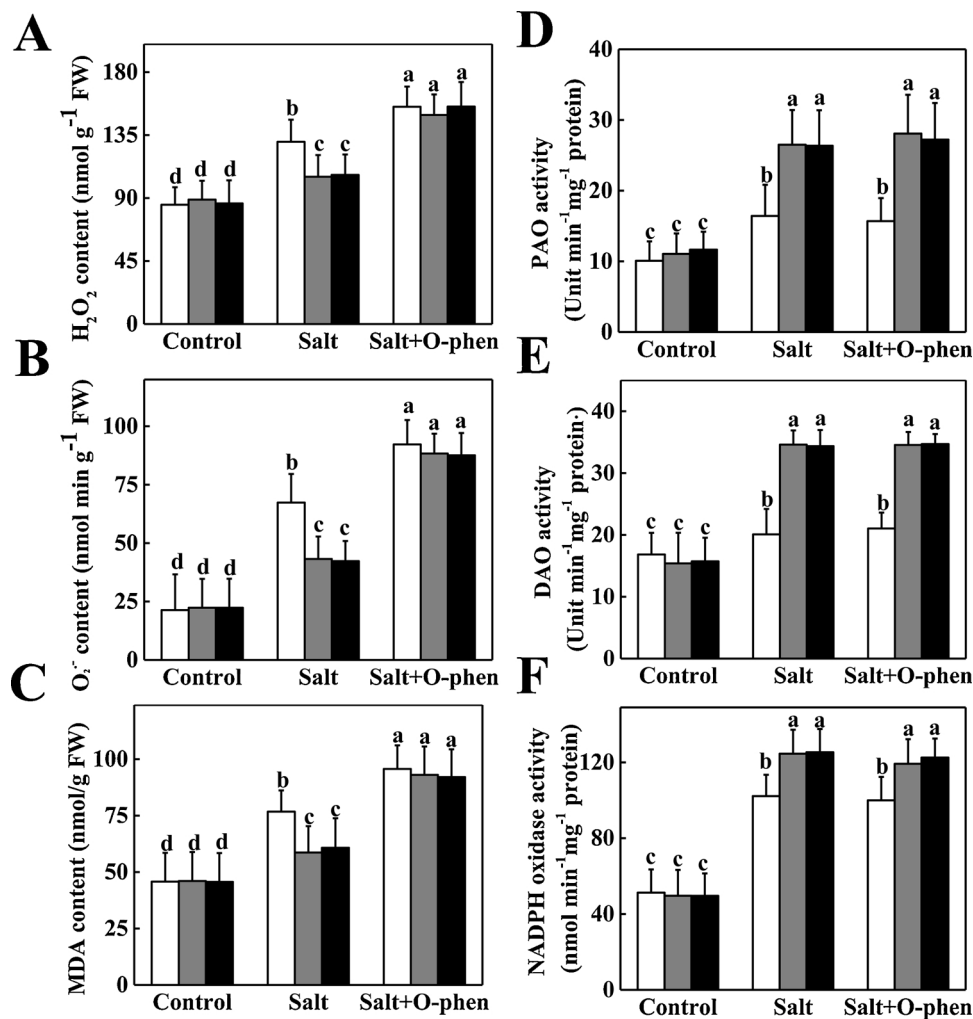 A
H₂O₂ content (nmol g⁻¹ FW)
180
135
90
45
0
d d d
b c c
a a a
Control Salt Salt+O-phen
B
O₂·⁻ content (nmol min g⁻¹ FW)
100
75
50
25
0
d d d
b c c
a a a
Control Salt Salt+O-phen
C
MDA content (nmol/g FW)
100
75
50
25
0
d d d
b c c
a a a
Control Salt Salt+O-phen
D
PAO activity
(Unit min⁻¹mg⁻¹ protein)
40
30
20
10
0
c c c
b a a
b a a
Control Salt Salt+O-phen
E
DAO activity
(Unit min⁻¹mg⁻¹ protein·)
40
30
20
10
0
c c c
b a a
b a a
Control Salt Salt+O-phen
F
NADPH oxidase activity
(nmol min⁻¹mg⁻¹ protein)
120
80
40
0
c c c
b a a
b a a
Control Salt Salt+O-phen